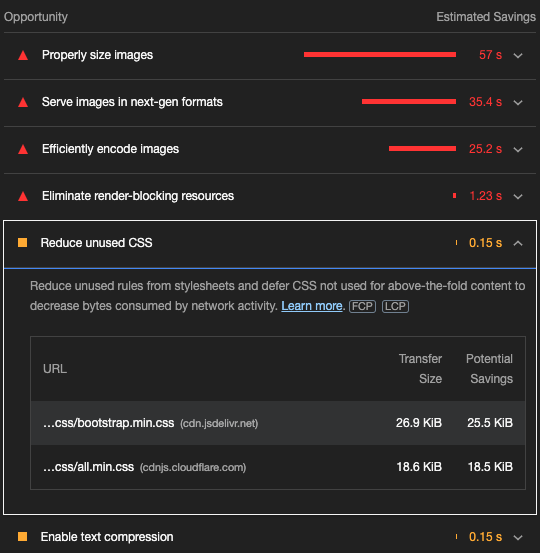 Opportunity Estimated Savings
Properly size images 57 s
Serve images in next-gen formats 35.4 s
Efficiently encode images 25.2 s
Eliminate render-blocking resources 1.23 s
Reduce unused CSS 0.15 s
Reduce unused rules from stylesheets and defer CSS not used for above-the-fold content to
decrease bytes consumed by network activity. Learn more. FCP LCP
URL Transfer Size Potential Savings
…css/bootstrap.min.css (cdn.jsdelivr.net) 26.9 KiB 25.5 KiB
…css/all.min.css (cdnjs.cloudflare.com) 18.6 KiB 18.5 KiB
Enable text compression 0.15 s